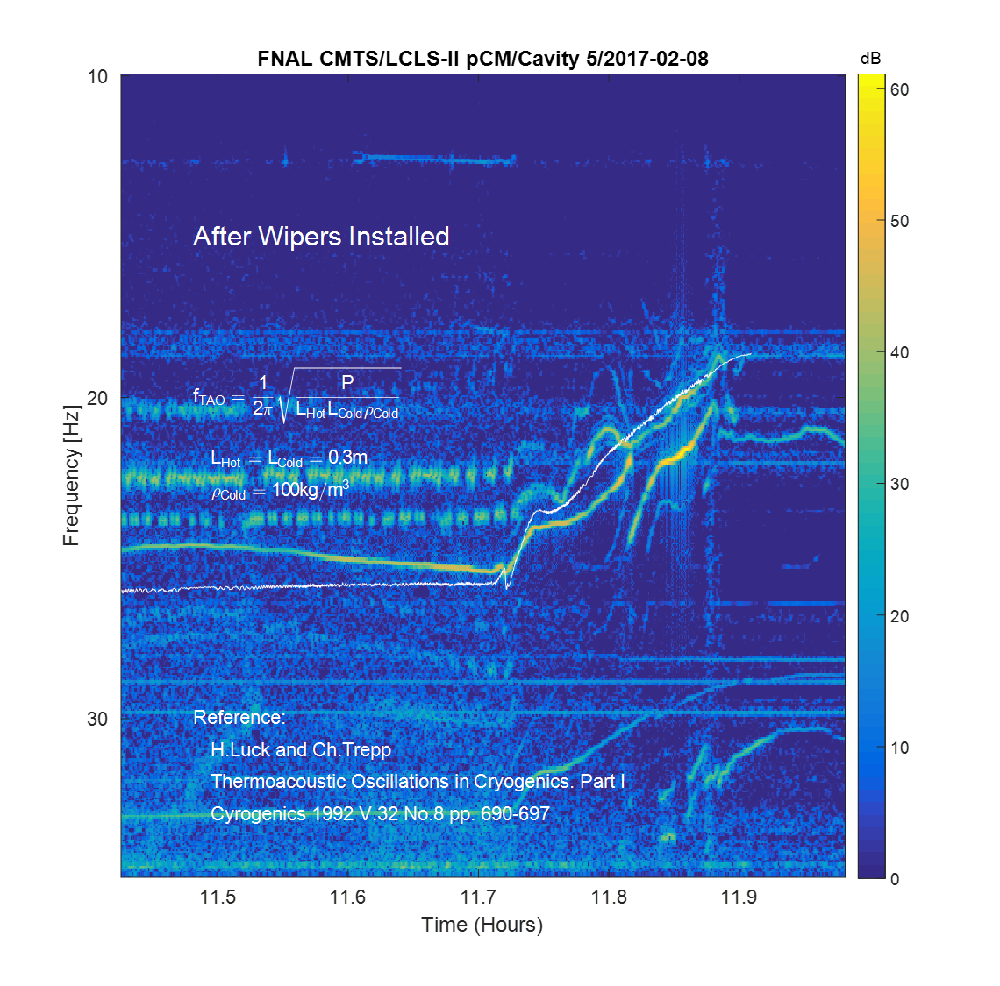 FNAL CMTS/LCLS-II pCM/Cavity 5/2017-02-08
dB
10
60
After Wipers Installed
50
40
f_TAO = 1/2π √(P / L_Hot L_Cold ρ_Cold)
20
L_Hot = L_Cold = 0.3m
ρ_Cold = 100kg/m³
30
Frequency [Hz]
20
Reference:
30
10
H.Luck and Ch.Trepp
Thermoacoustic Oscillations in Cryogenics. Part I
Cyrogenics 1992 V.32 No.8 pp. 690-697
0
11.5 11.6 11.7 11.8 11.9
Time (Hours)